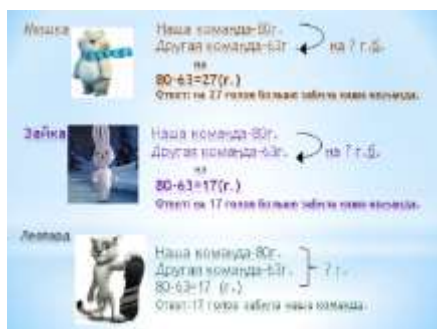 Мишка
Наша команда-80г.
Другая команда-63г на ? г.б.
на
80-63=27(г.)
Ответ: на 27 голов больше забила наша команда.
Зайка
Наша команда-80г.
Другая команда-63г. на ? г.б.
на
80-63=17(г.)
Ответ: на 17 голов больше забила наша команда.
Леопард
Наша команда-80г.
Другая команда-63г. ? г.
80-63=17 (г.)
Ответ: 17 голов забила наша команда.